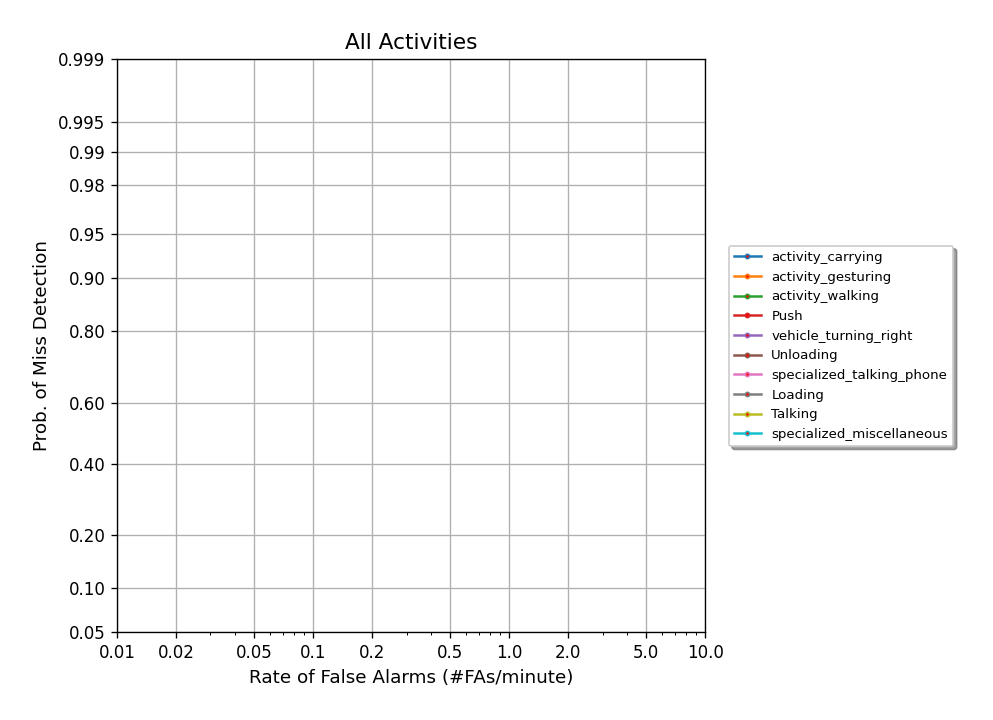 All Activities
0.999
0.995
0.99
0.98
0.95
0.90
0.80
0.60
0.40
0.20
0.10
0.05
Prob. of Miss Detection
0.01 0.02 0.05 0.1 0.2 0.5 1.0 2.0 5.0 10.0
Rate of False Alarms (#FAs/minute)
activity_carrying
activity_gesturing
activity_walking
Push
vehicle_turning_right
Unloading
specialized_talking_phone
Loading
Talking
specialized_miscellaneous